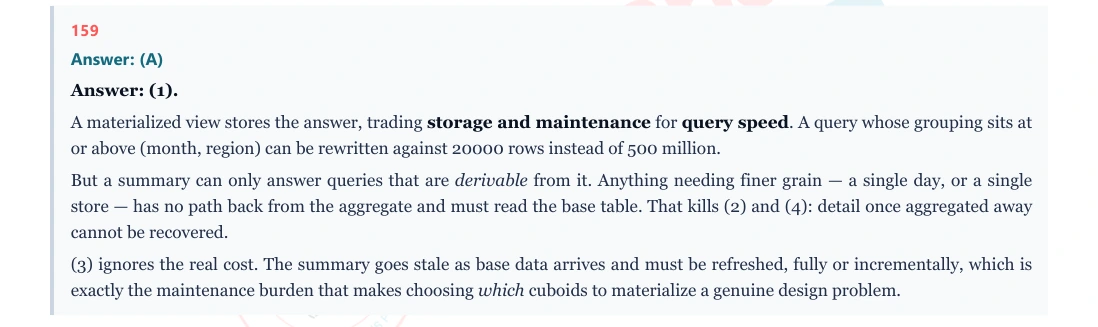 159
Answer: (A)
Answer: (1).
A materialized view stores the answer, trading storage and maintenance for query speed. A query whose grouping sits at
or above (month, region) can be rewritten against 20000 rows instead of 500 million.
But a summary can only answer queries that are derivable from it. Anything needing finer grain — a single day, or a single
store — has no path back from the aggregate and must read the base table. That kills (2) and (4): detail once aggregated away
cannot be recovered.
(3) ignores the real cost. The summary goes stale as base data arrives and must be refreshed, fully or incrementally, which is
exactly the maintenance burden that makes choosing which cuboids to materialize a genuine design problem.